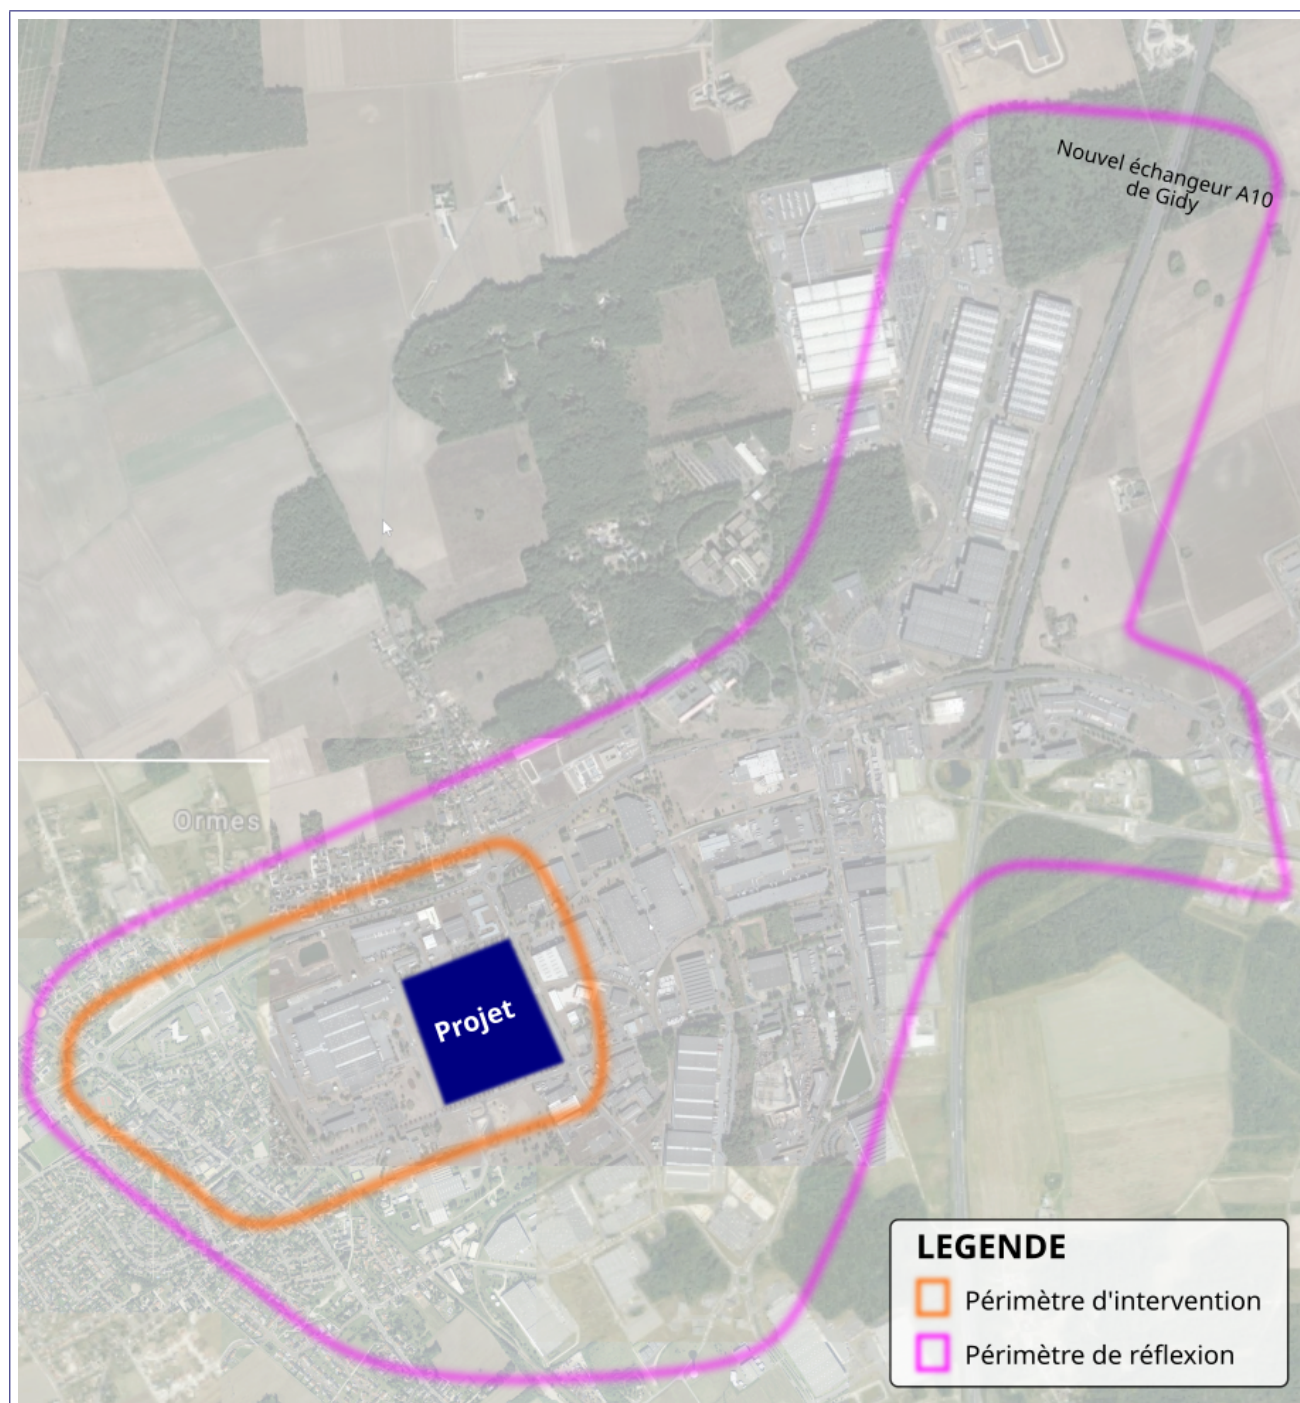 Nouvel échangeur A10
de Gidy
Ormes
Projet
LEGENDE
Périmètre d'intervention
Périmètre de réflexion